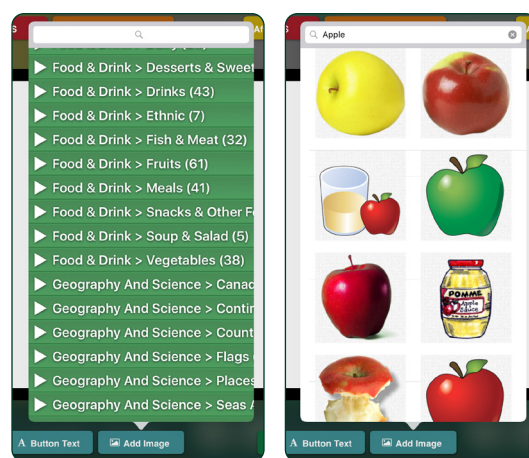 Food & Drink > Desserts & Sweet
Food & Drink > Drinks (43)
Food & Drink > Ethnic (7)
Food & Drink > Fish & Meat (32)
Food & Drink > Fruits (61)
Food & Drink > Meals (41)
Food & Drink > Snacks & Other F
Food & Drink > Soup & Salad (5)
Food & Drink > Vegetables (38)
Geography And Science > Canad
Geography And Science > Contin
Geography And Science > Count
Geography And Science > Flags (
Geography And Science > Places
Geography And Science > Seas A
A Button Text
Add Image
Apple
POMME
Apple
Sauce
A Button Text
Add Image